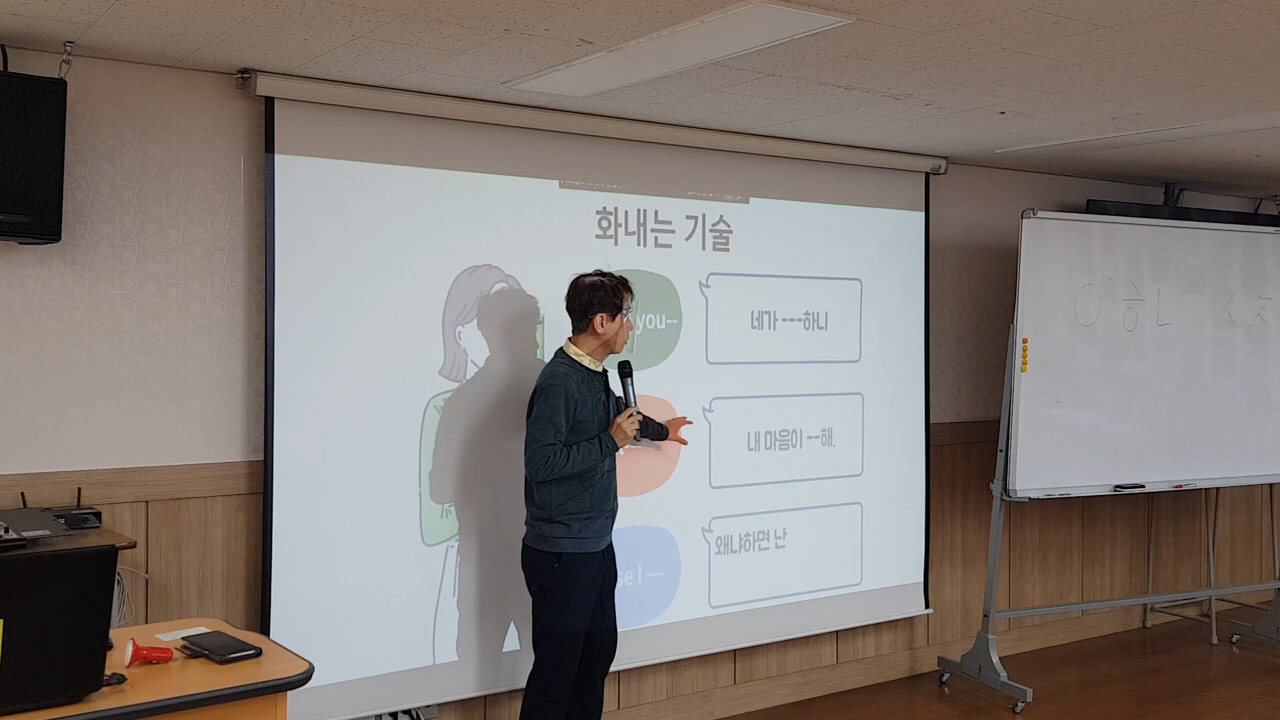 화내는 기술
you--
네가 ---하니
내 마음이 --해.
se I ---
왜냐하면 난
ㅇ ㅎ ㄴ ㅅ ㅈ